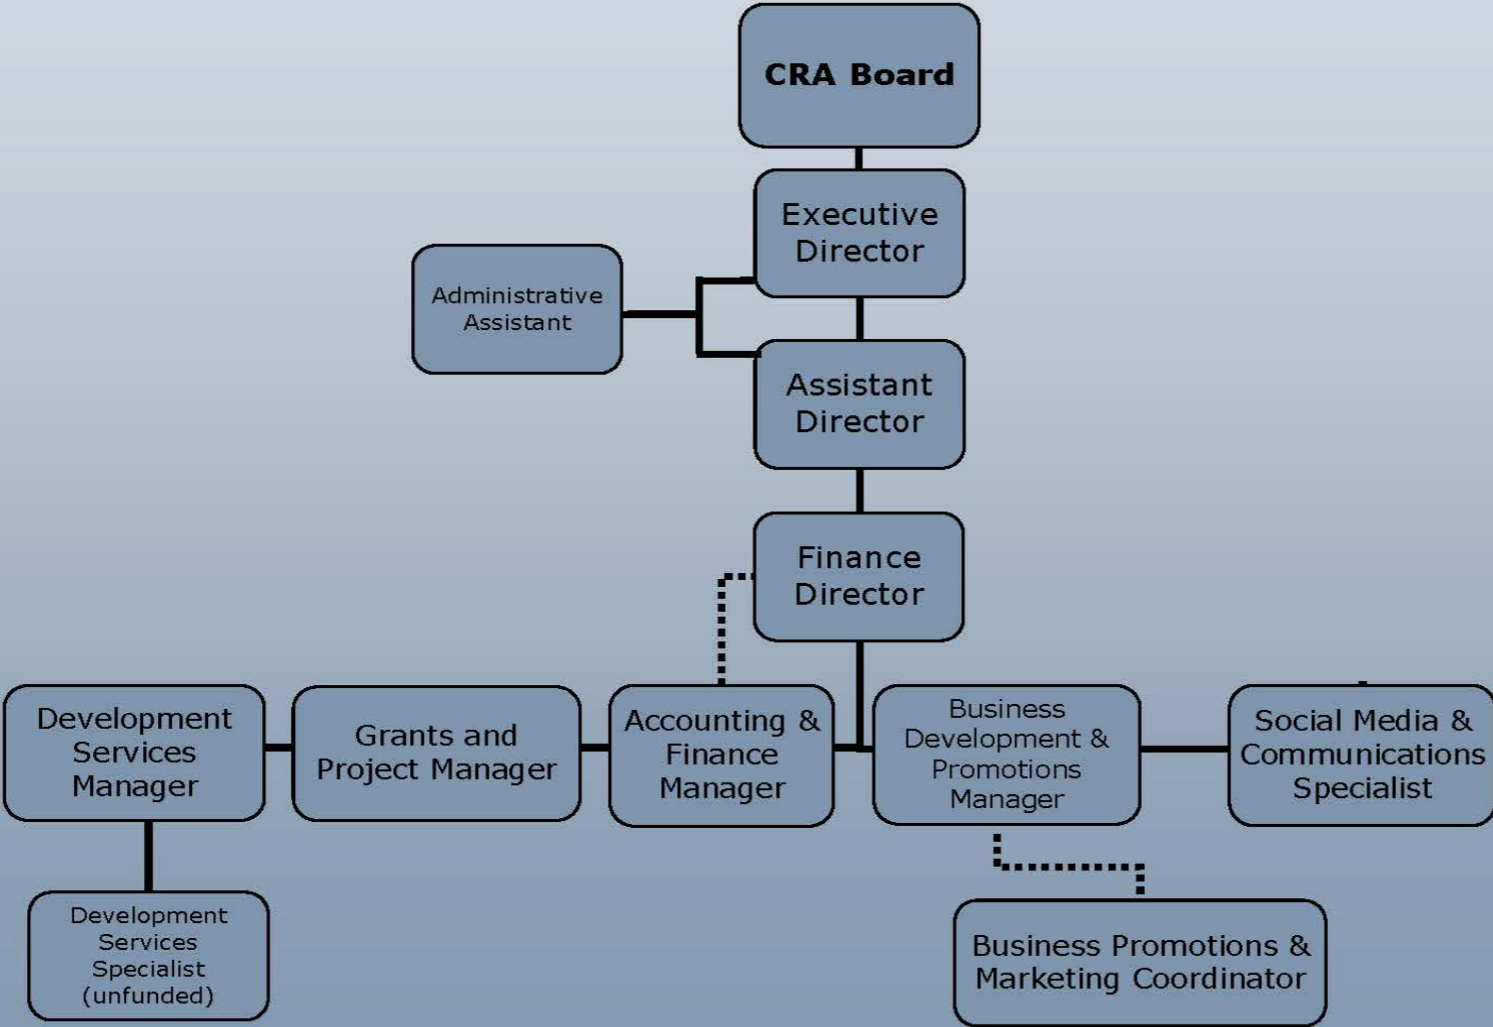 CRA Board
Executive
Director
Administrative
Assistant
Assistant
Director
Finance
Director
Development
Services
Manager
Grants and
Project Manager
Accounting &
Finance
Manager
Business
Development &
Promotions
Manager
Social Media &
Communications
Specialist
Development
Services
Specialist
(unfunded)
Business Promotions &
Marketing Coordinator